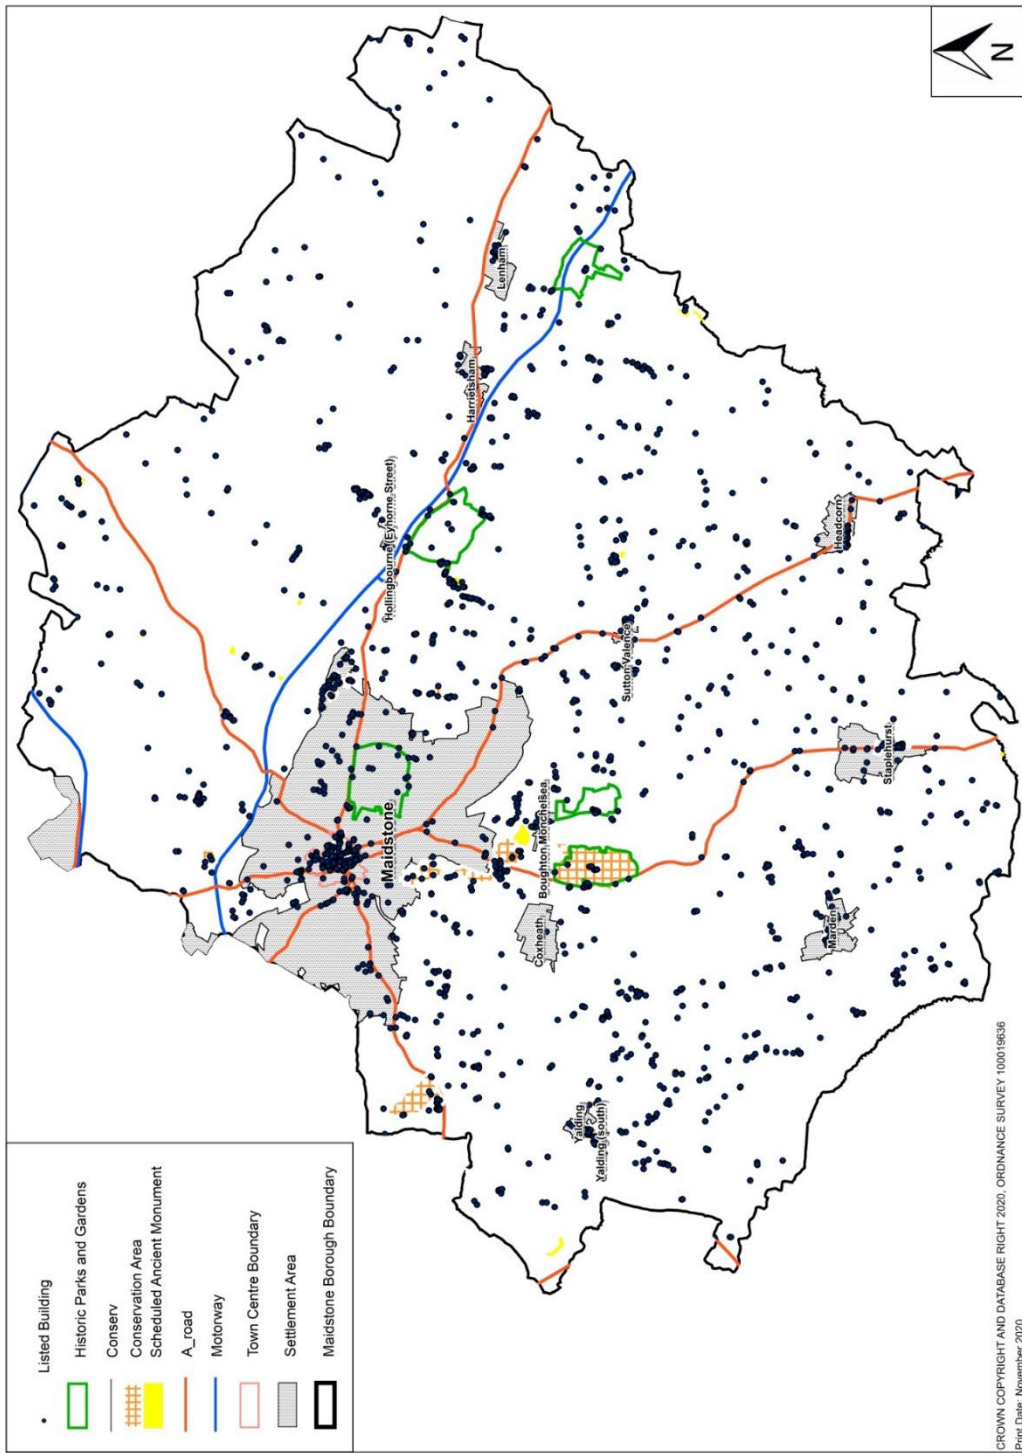 Listed Building
Historic Parks and Gardens
Conserv
Conservation Area
Scheduled Ancient Monument
A_road
Motorway
Town Centre Boundary
Settlement Area
Maidstone Borough Boundary
N
Maidstone
Hollingbourne (Eyhorne Street)
Harrietsham
Lenham
Boughton Monchelsea
Coxheath
Sutton Valence
Yalding
Yalding (south)
Marden
Staplehurst
Headcorn
CROWN COPYRIGHT AND DATABASE RIGHT 2020, ORDNANCE SURVEY 100019636
Print Date: November 2020